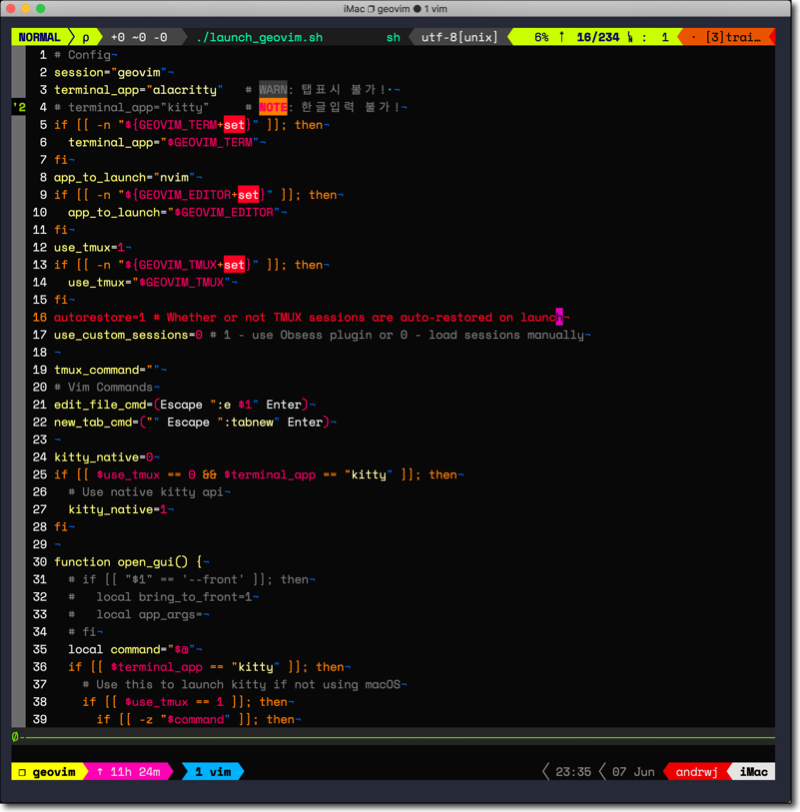 iMac ❐ geovim ● 1 vim
NORMAL ρ +0 ~0 -0 ./launch_geovim.sh sh utf-8[unix] 6% ↑ 16/234 : 1 · [3]trai…
1 # Config¬
2 session="geovim"¬
3 terminal_app="alacritty" # WARN: 탭표시 불가!·¬
'2 4 # terminal_app="kitty" # NOTE: 한글입력 불가!¬
5 if [[ -n "${GEOVIM_TERM+set}" ]]; then¬
6 terminal_app="$GEOVIM_TERM"¬
7 fi¬
8 app_to_launch="nvim"¬
9 if [[ -n "${GEOVIM_EDITOR+set}" ]]; then¬
10 app_to_launch="$GEOVIM_EDITOR"¬
11 fi¬
12 use_tmux=1¬
13 if [[ -n "${GEOVIM_TMUX+set}" ]]; then¬
14 use_tmux="$GEOVIM_TMUX"¬
15 fi¬
16 autorestore=1 # Whether or not TMUX sessions are auto-restored on launch¬
17 use_custom_sessions=0 # 1 - use Obsess plugin or 0 - load sessions manually¬
18 ¬
19 tmux_command=""¬
20 # Vim Commands¬
21 edit_file_cmd=(Escape ":e $1" Enter)¬
22 new_tab_cmd=("" Escape ":tabnew" Enter)¬
23 ¬
24 kitty_native=0¬
25 if [[ $use_tmux == 0 && $terminal_app == "kitty" ]]; then¬
26 # Use native kitty api¬
27 kitty_native=1¬
28 fi¬
29 ¬
30 function open_gui() {¬
31 # if [[ "$1" == '--front' ]]; then¬
32 # local bring_to_front=1¬
33 # local app_args=¬
34 # fi¬
35 local command="$@"¬
36 if [[ $terminal_app == "kitty" ]]; then¬
37 # Use this to launch kitty if not using macOS¬
38 if [[ $use_tmux == 1 ]]; then¬
39 if [[ -z "$command" ]]; then¬
❐ geovim ↑ 11h 24m 1 vim 23:35 07 Jun andrwj iMac